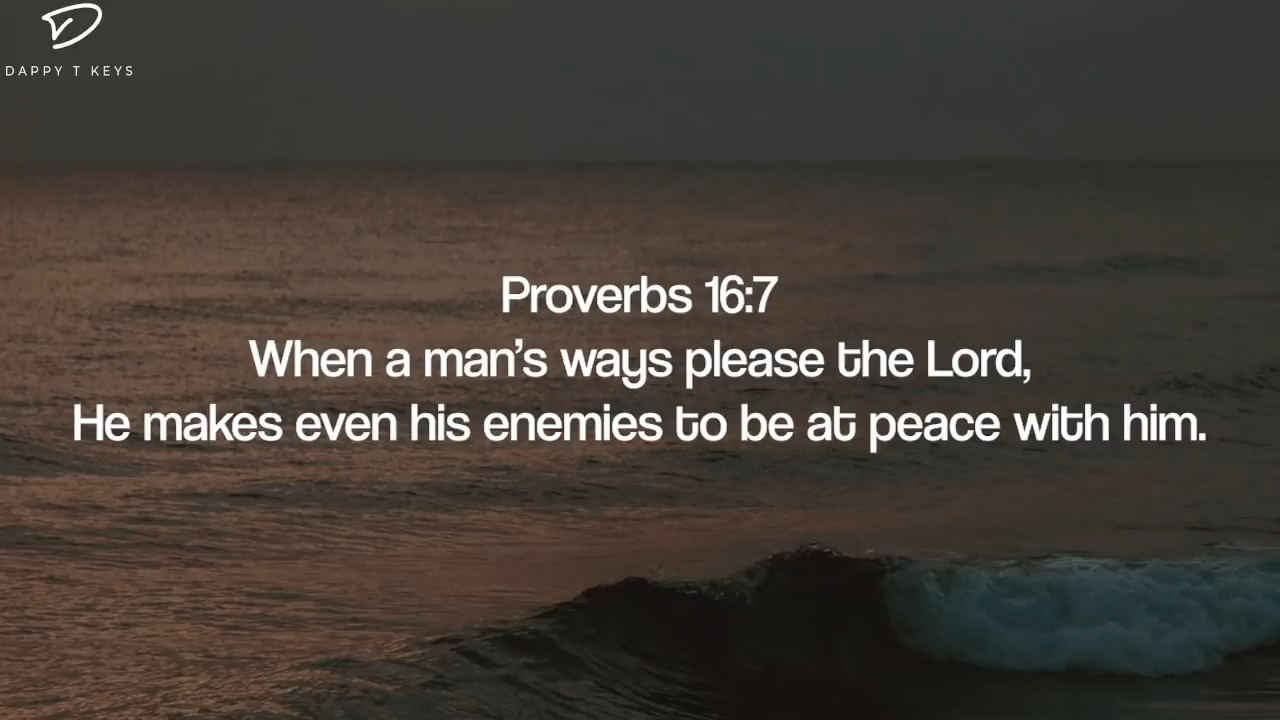 DAPPY T KEYS
Proverbs 16:7
When a man’s ways please the Lord,
He makes even his enemies to be at peace with him.